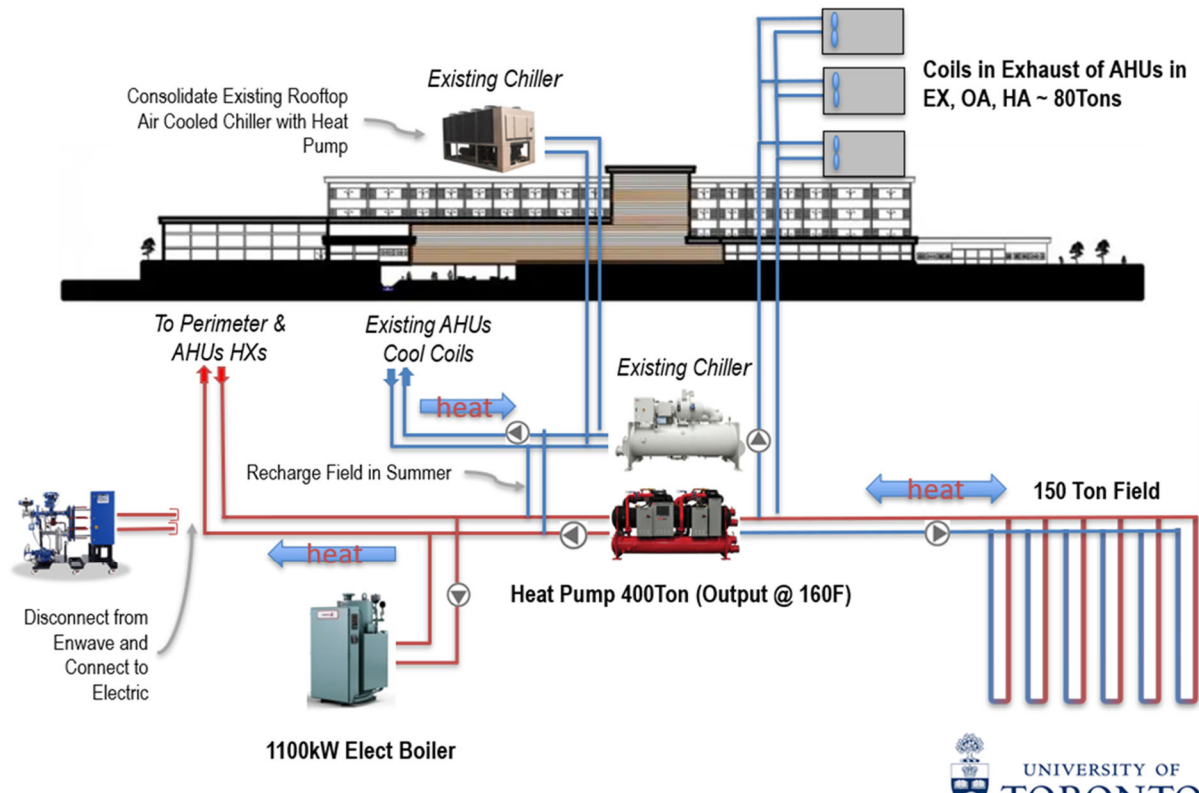 Existing Chiller
Consolidate Existing Rooftop
Air Cooled Chiller with Heat
Pump
Coils in Exhaust of AHUs in
EX, OA, HA ~ 80Tons
To Perimeter &
AHUs HXs
Existing AHUs
Cool Coils
heat
Existing Chiller
Recharge Field in Summer
heat
150 Ton Field
heat
Heat Pump 400Ton (Output @ 160F)
Disconnect from
Enwave and
Connect to
Electric
1100kW Elect Boiler
UNIVERSITY OF
TORONTO